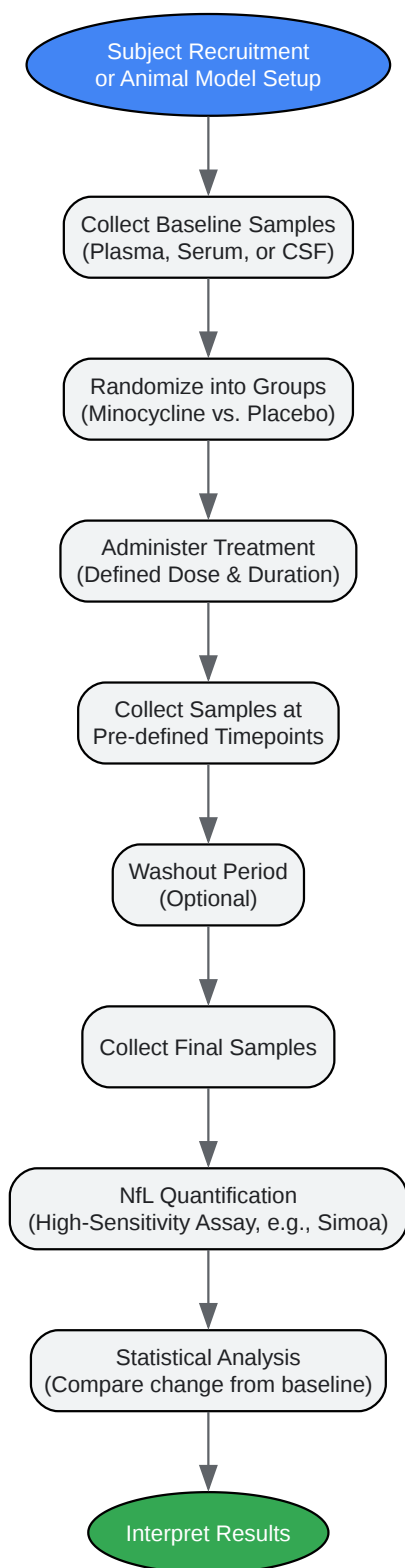 Subject Recruitment
or Animal Model Setup
Collect Baseline Samples
(Plasma, Serum, or CSF)
Randomize into Groups
(Minocycline vs. Placebo)
Administer Treatment
(Defined Dose & Duration)
Collect Samples at
Pre-defined Timepoints
Washout Period
(Optional)
Collect Final Samples
NfL Quantification
(High-Sensitivity Assay, e.g., Simoa)
Statistical Analysis
(Compare change from baseline)
Interpret Results